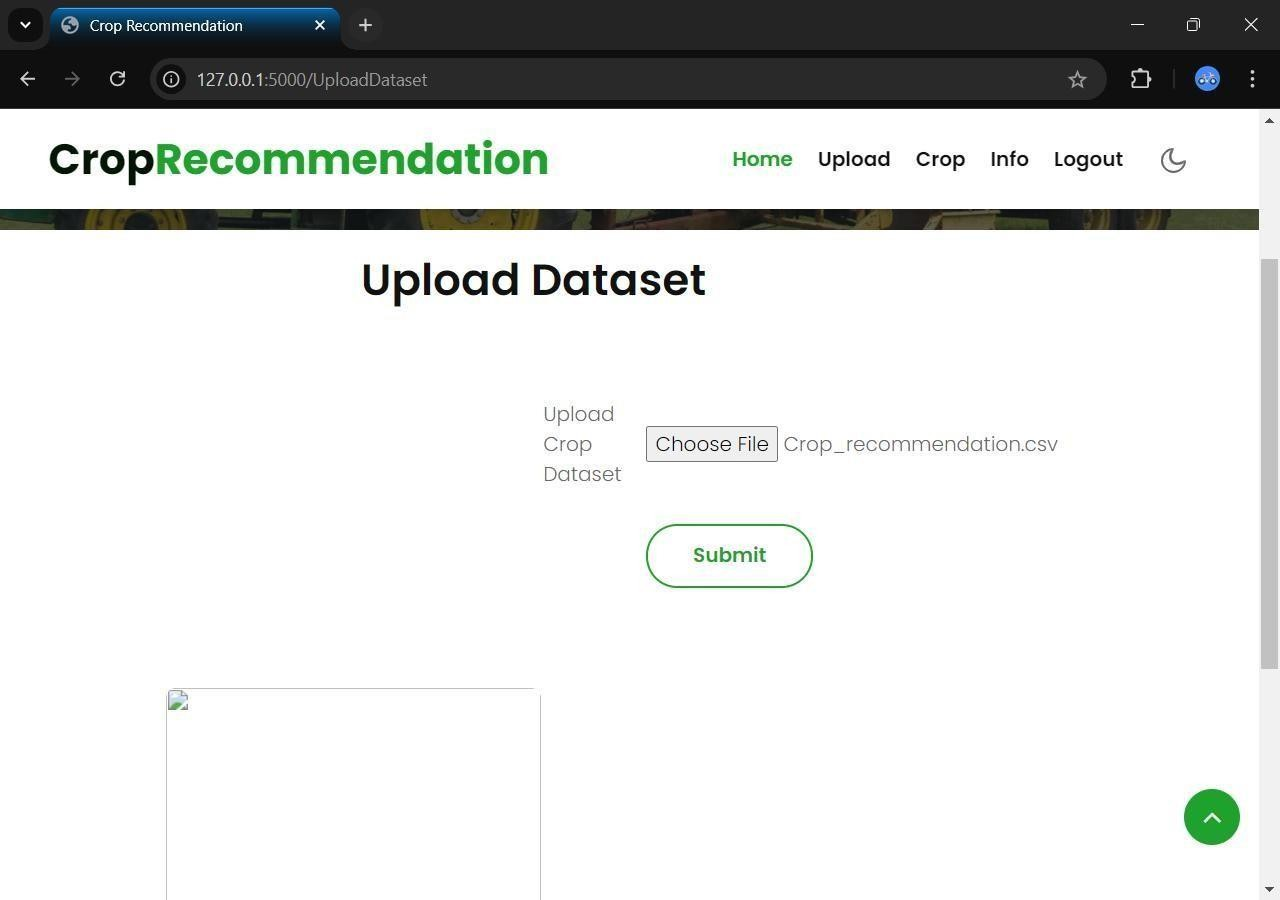 Crop Recommendation
127.0.0.1:5000/UploadDataset
CropRecommendation
Home Upload Crop Info Logout
Upload Dataset
Upload
Crop
Dataset
Choose File Crop_recommendation.csv
Submit